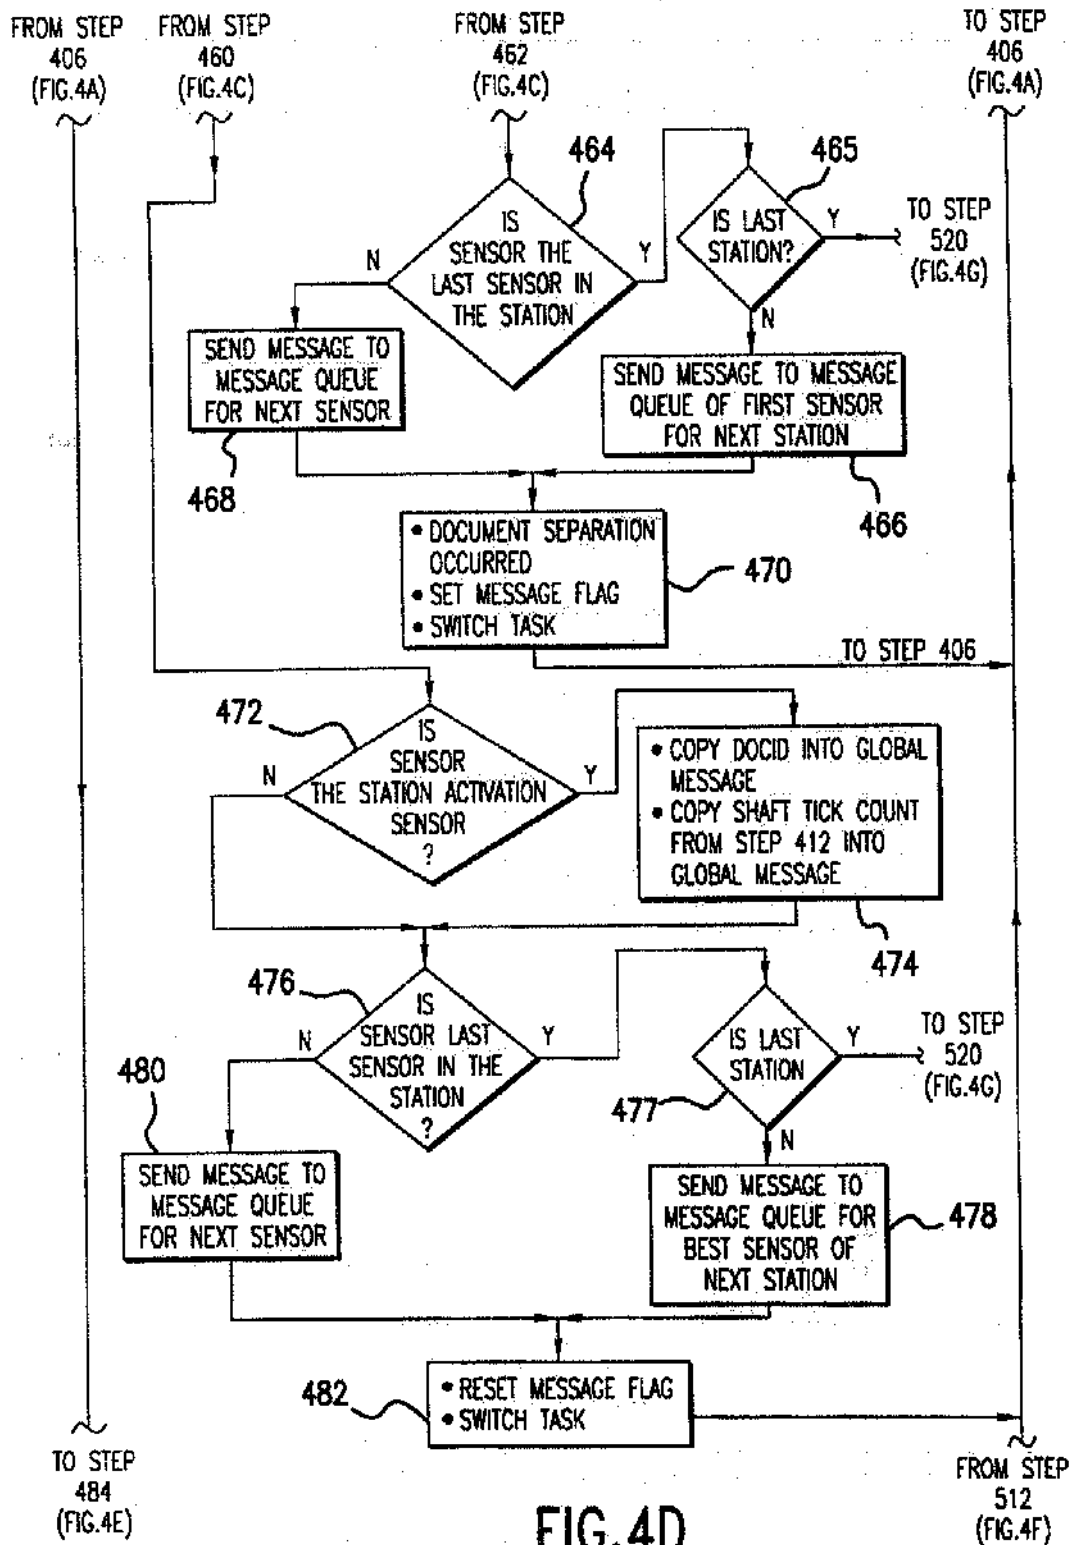 FROM STEP
406
(FIG.4A)
FROM STEP
460
(FIG.4C)
FROM STEP
462
(FIG.4C)
TO STEP
406
(FIG.4A)
464
IS
SENSOR THE
LAST SENSOR IN
THE STATION
N
Y
465
IS LAST
STATION?
Y
N
TO STEP
520
(FIG.4G)
SEND MESSAGE TO
MESSAGE QUEUE
FOR NEXT SENSOR
468
SEND MESSAGE TO MESSAGE
QUEUE OF FIRST SENSOR
FOR NEXT STATION
466
• DOCUMENT SEPARATION
OCCURRED
• SET MESSAGE FLAG
• SWITCH TASK
470
TO STEP 406
472
IS
SENSOR
THE STATION ACTIVATION
SENSOR
?
N
Y
• COPY DOCID INTO GLOBAL
MESSAGE
• COPY SHAFT TICK COUNT
FROM STEP 412 INTO
GLOBAL MESSAGE
474
476
IS
SENSOR LAST
SENSOR IN THE
STATION
?
N
Y
IS LAST
STATION
477
Y
N
TO STEP
520
(FIG.4G)
480
SEND MESSAGE TO
MESSAGE QUEUE
FOR NEXT SENSOR
SEND MESSAGE TO
MESSAGE QUEUE FOR
BEST SENSOR OF
NEXT STATION
478
482
• RESET MESSAGE FLAG
• SWITCH TASK
TO STEP
484
(FIG.4E)
FROM STEP
512
(FIG.4F)
FIG.4D